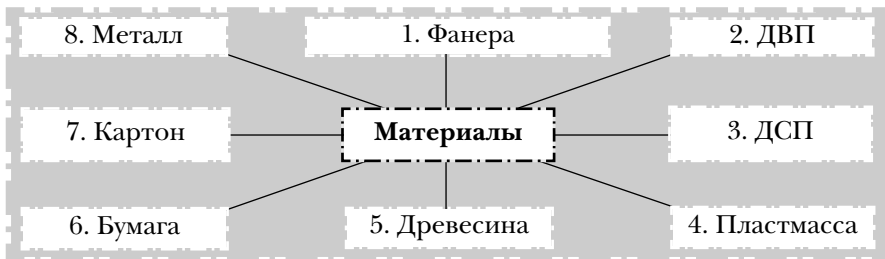 8. Металл
1. Фанера
2. ДВП
7. Картон
Материалы
3. ДСП
6. Бумага
5. Древесина
4. Пластмасса